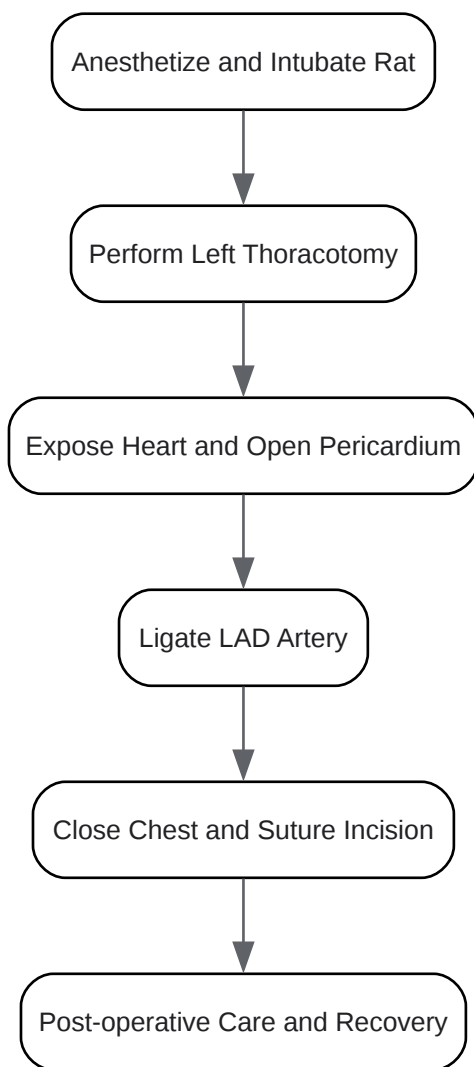 Anesthetize and Intubate Rat
Perform Left Thoracotomy
Expose Heart and Open Pericardium
Ligate LAD Artery
Close Chest and Suture Incision
Post-operative Care and Recovery